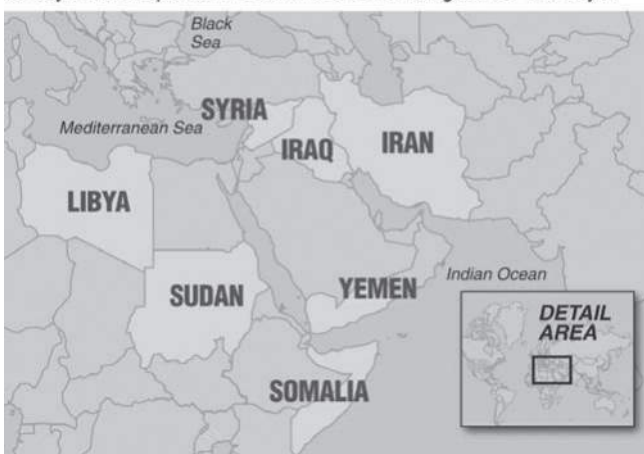 Black
Sea
SYRIA
Mediterranean Sea
IRAQ
IRAN
LIBYA
SUDAN
YEMEN
Indian Ocean
DETAIL
AREA
SOMALIA